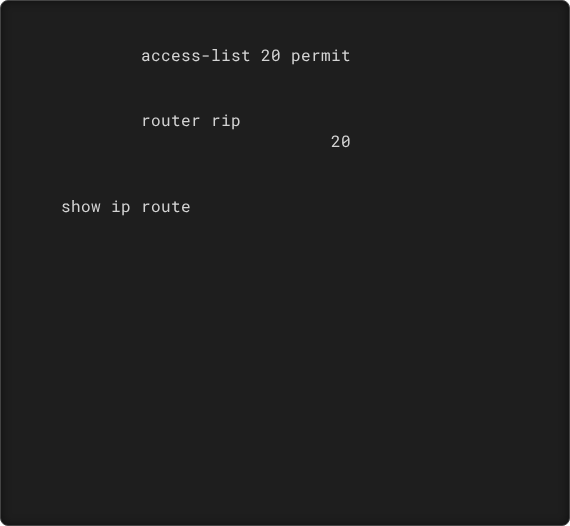 access-list 20 permit
router rip
20
show ip route